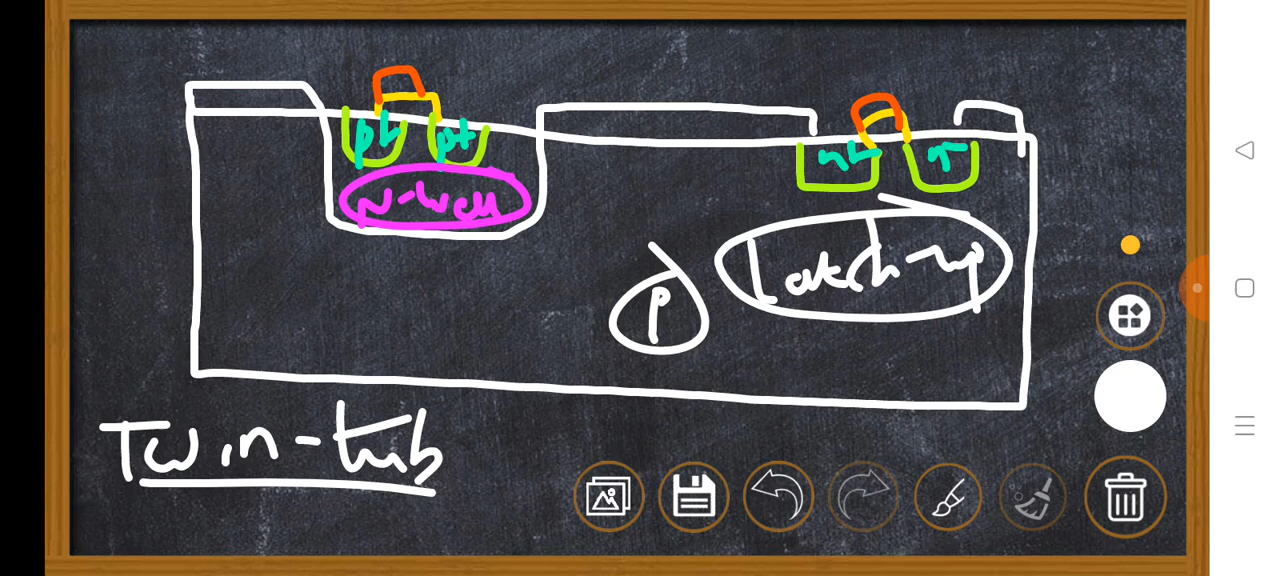 p+ p+
N-well
n+ n+
p
Latch-up
Twin-tub